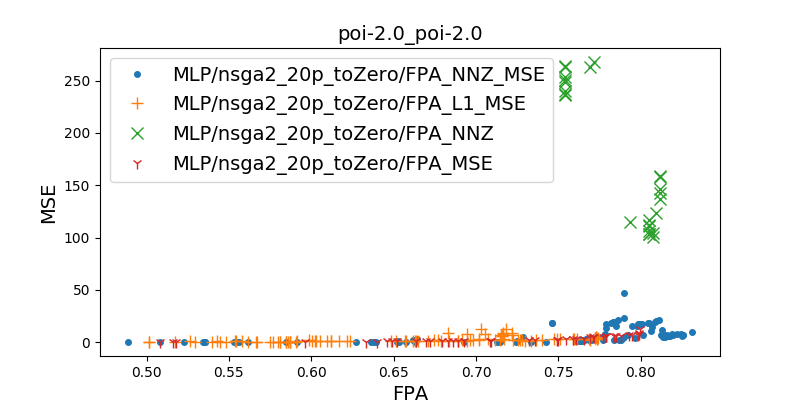 poi-2.0_poi-2.0
MLP/nsga2_20p_toZero/FPA_NNZ_MSE
MLP/nsga2_20p_toZero/FPA_L1_MSE
MLP/nsga2_20p_toZero/FPA_NNZ
MLP/nsga2_20p_toZero/FPA_MSE
250
200
150
100
50
0
MSE
0.50 0.55 0.60 0.65 0.70 0.75 0.80
FPA